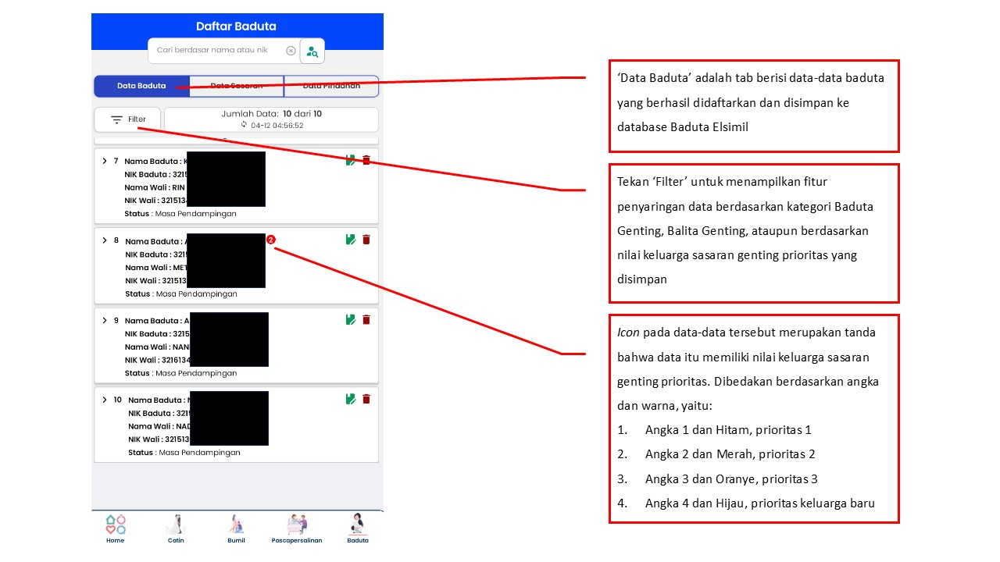 Daftar Baduta
Cari berdasar nama atau nik
Data Baduta
Data Sasaran
Data Pindahan
Filter
Jumlah Data: 10 dari 10
04-12 04:56:52
7 Nama Baduta :
NIK Baduta : 321
Nama Wali : RIN
NIK Wali : 321513
Status : Masa Pendampingan
8 Nama Baduta :
2
NIK Baduta : 321
Nama Wali : MET
NIK Wali : 321513
Status : Masa Pendampingan
9 Nama Baduta : A
NIK Baduta : 3215
Nama Wali : NAN
NIK Wali : 3216134
Status : Masa Pendampingan
10 Nama Baduta :
NIK Baduta : 321
Nama Wali : NAD
NIK Wali : 321513
Status : Masa Pendampingan
Home
Catin
Bumil
Pascapersalinan
Baduta
‘Data Baduta’ adalah tab berisi data-data baduta
yang berhasil didaftarkan dan disimpan ke
database Baduta Elsimil
Tekan ‘Filter’ untuk menampilkan fitur
penyaringan data berdasarkan kategori Baduta
Genting, Balita Genting, ataupun berdasarkan
nilai keluarga sasaran genting prioritas yang
disimpan
Icon pada data-data tersebut merupakan tanda
bahwa data itu memiliki nilai keluarga sasaran
genting prioritas. Dibedakan berdasarkan angka
dan warna, yaitu:
1. Angka 1 dan Hitam, prioritas 1
2. Angka 2 dan Merah, prioritas 2
3. Angka 3 dan Oranye, prioritas 3
4. Angka 4 dan Hijau, prioritas keluarga baru